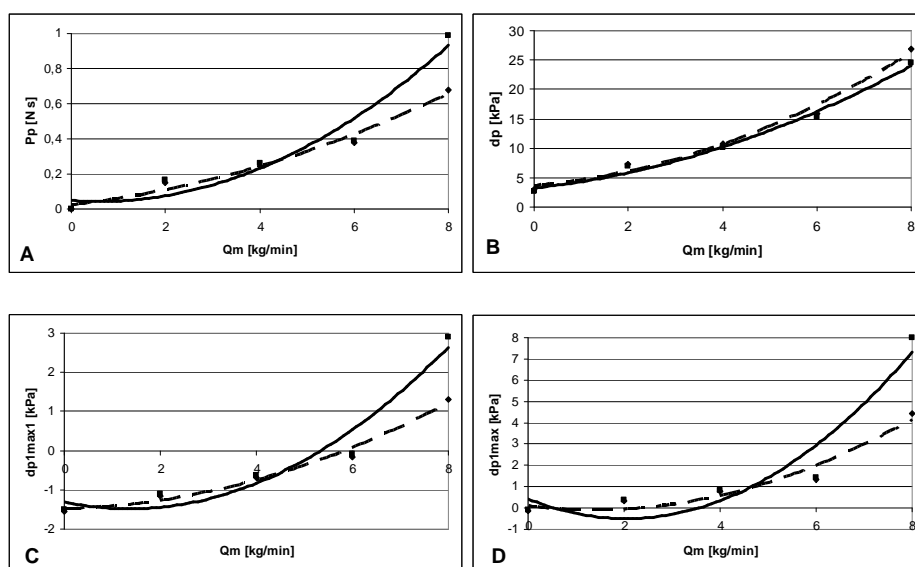 1
0,8
0,6
0,4
0,2
0
0 2 4 6 8
Pp [N s]
Qm [kg/min]
A
30
25
20
15
10
5
0
0 2 4 6 8
dp [kPa]
Qm [kg/min]
B
3
2
1
0
-1
-2
0 2 4 6 8
dp1max1 [kPa]
Qm [kg/min]
C
8
7
6
5
4
3
2
1
0
-1
0 2 4 6 8
dp1max [kPa]
Qm [kg/min]
D